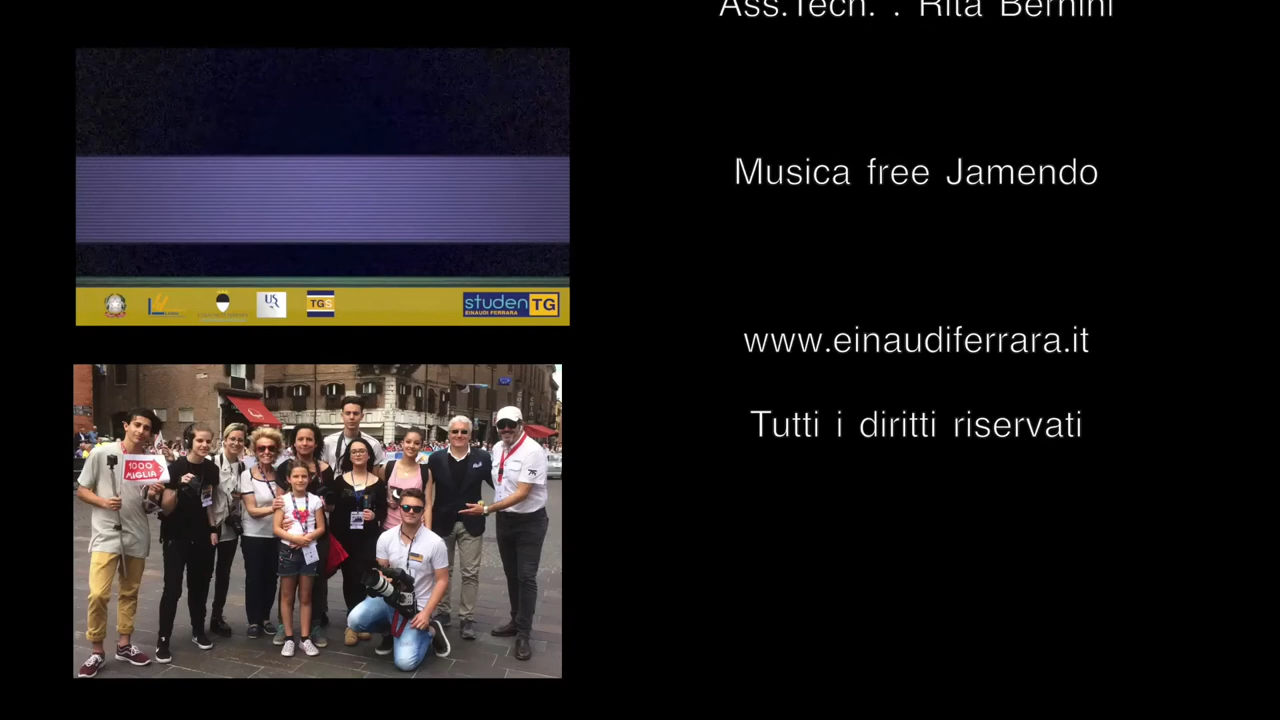 Ass.Tech. : Rita Bernini
Musica free Jamendo
www.einaudiferrara.it
Tutti i diritti riservati
TGS
studenTG
EINAUDI FERRARA
1000
MIGLIA